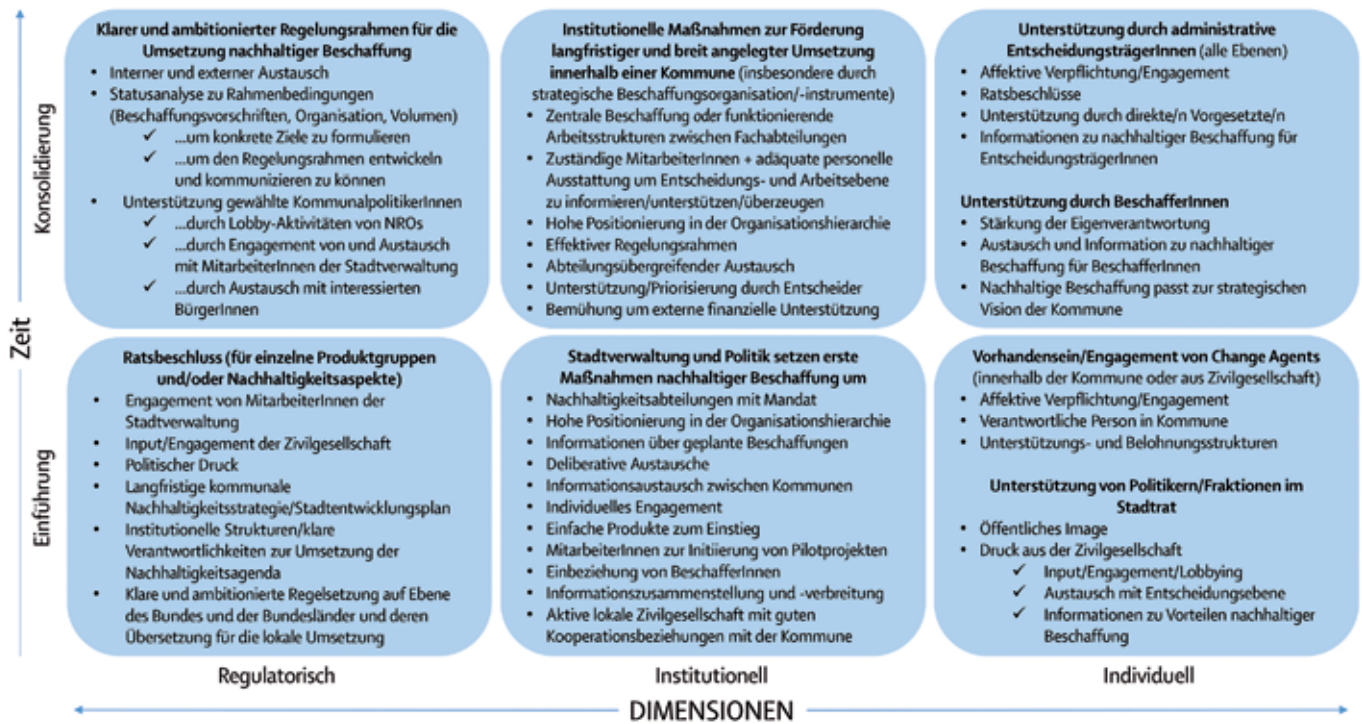 Klarer und ambitionierter Regelungsrahmen für die
Umsetzung nachhaltiger Beschaffung
• Interner und externer Austausch
• Statusanalyse zu Rahmenbedingungen
(Beschaffungsvorschriften, Organisation, Volumen)
✓ ...um konkrete Ziele zu formulieren
✓ ...um den Regelungsrahmen entwickeln
und kommunizieren zu können
• Unterstützung gewählte KommunalpolitikerInnen
✓ ...durch Lobby-Aktivitäten von NROs
✓ ...durch Engagement von und Austausch
mit MitarbeiterInnen der Stadtverwaltung
✓ ...durch Austausch mit interessierten
BürgerInnen
Institutionelle Maßnahmen zur Förderung
langfristiger und breit angelegter Umsetzung
innerhalb einer Kommune (insbesondere durch
strategische Beschaffungsorganisation/-instrumente)
• Zentrale Beschaffung oder funktionierende
Arbeitsstrukturen zwischen Fachabteilungen
• Zuständige MitarbeiterInnen + adäquate personelle
Ausstattung um Entscheidungs- und Arbeitsebene
zu informieren/unterstützen/überzeugen
• Hohe Positionierung in der Organisationshierarchie
• Effektiver Regelungsrahmen
• Abteilungsübergreifender Austausch
• Unterstützung/Priorisierung durch Entscheider
• Bemühung um externe finanzielle Unterstützung
Unterstützung durch administrative
EntscheidungsträgerInnen (alle Ebenen)
• Affektive Verpflichtung/Engagement
• Ratsbeschlüsse
• Unterstützung durch direkte/n Vorgesetzte/n
• Informationen zu nachhaltiger Beschaffung für
EntscheidungsträgerInnen
Unterstützung durch BeschafferInnen
• Stärkung der Eigenverantwortung
• Austausch und Information zu nachhaltiger
Beschaffung für BeschafferInnen
• Nachhaltige Beschaffung passt zur strategischen
Vision der Kommune
Konsolidierung
Zeit
Einführung
Ratsbeschluss (für einzelne Produktgruppen
und/oder Nachhaltigkeitsaspekte)
• Engagement von MitarbeiterInnen der
Stadtverwaltung
• Input/Engagement der Zivilgesellschaft
• Politischer Druck
• Langfristige kommunale
Nachhaltigkeitsstrategie/Stadtentwicklungsplan
• Institutionelle Strukturen/klare
Verantwortlichkeiten zur Umsetzung der
Nachhaltigkeitsagenda
• Klare und ambitionierte Regelsetzung auf Ebene
des Bundes und der Bundesländer und deren
Übersetzung für die lokale Umsetzung
Stadtverwaltung und Politik setzen erste
Maßnahmen nachhaltiger Beschaffung um
• Nachhaltigkeitsabteilungen mit Mandat
• Hohe Positionierung in der Organisationshierarchie
• Informationen über geplante Beschaffungen
• Deliberative Austausche
• Informationsaustausch zwischen Kommunen
• Individuelles Engagement
• Einfache Produkte zum Einstieg
• MitarbeiterInnen zur Initiierung von Pilotprojekten
• Einbeziehung von BeschafferInnen
• Informationszusammenstellung und -verbreitung
• Aktive lokale Zivilgesellschaft mit guten
Kooperationsbeziehungen mit der Kommune
Vorhandensein/Engagement von Change Agents
(innerhalb der Kommune oder aus Zivilgesellschaft)
• Affektive Verpflichtung/Engagement
• Verantwortliche Person in Kommune
• Unterstützungs- und Belohnungsstrukturen
Unterstützung von Politikern/Fraktionen im
Stadtrat
• Öffentliches Image
• Druck aus der Zivilgesellschaft
✓ Input/Engagement/Lobbying
✓ Austausch mit Entscheidungsebene
✓ Informationen zu Vorteilen nachhaltiger
Beschaffung
Regulatorisch
Institutionell
Individuell
DIMENSIONEN